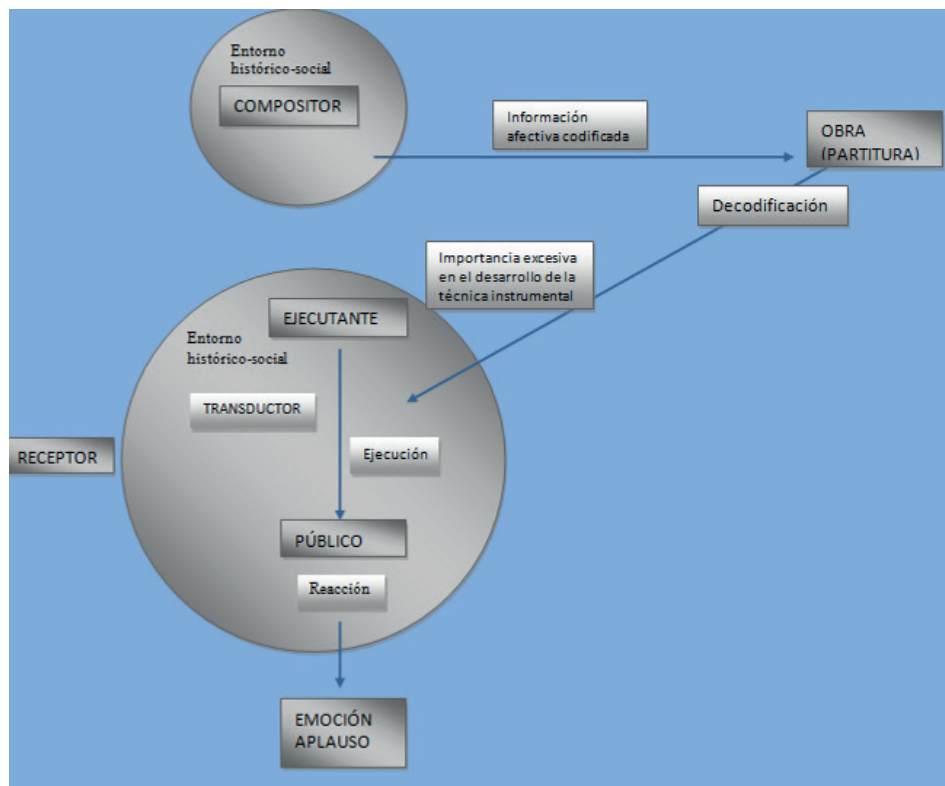 Entorno
histórico-social
COMPOSITOR
Información
afectiva codificada
OBRA
(PARTITURA)
Decodificación
Importancia excesiva
en el desarrollo de la
técnica instrumental
EJECUTANTE
Entorno
histórico-social
TRANSDUCTOR
Ejecución
RECEPTOR
PÚBLICO
Reacción
EMOCIÓN
APLAUSO